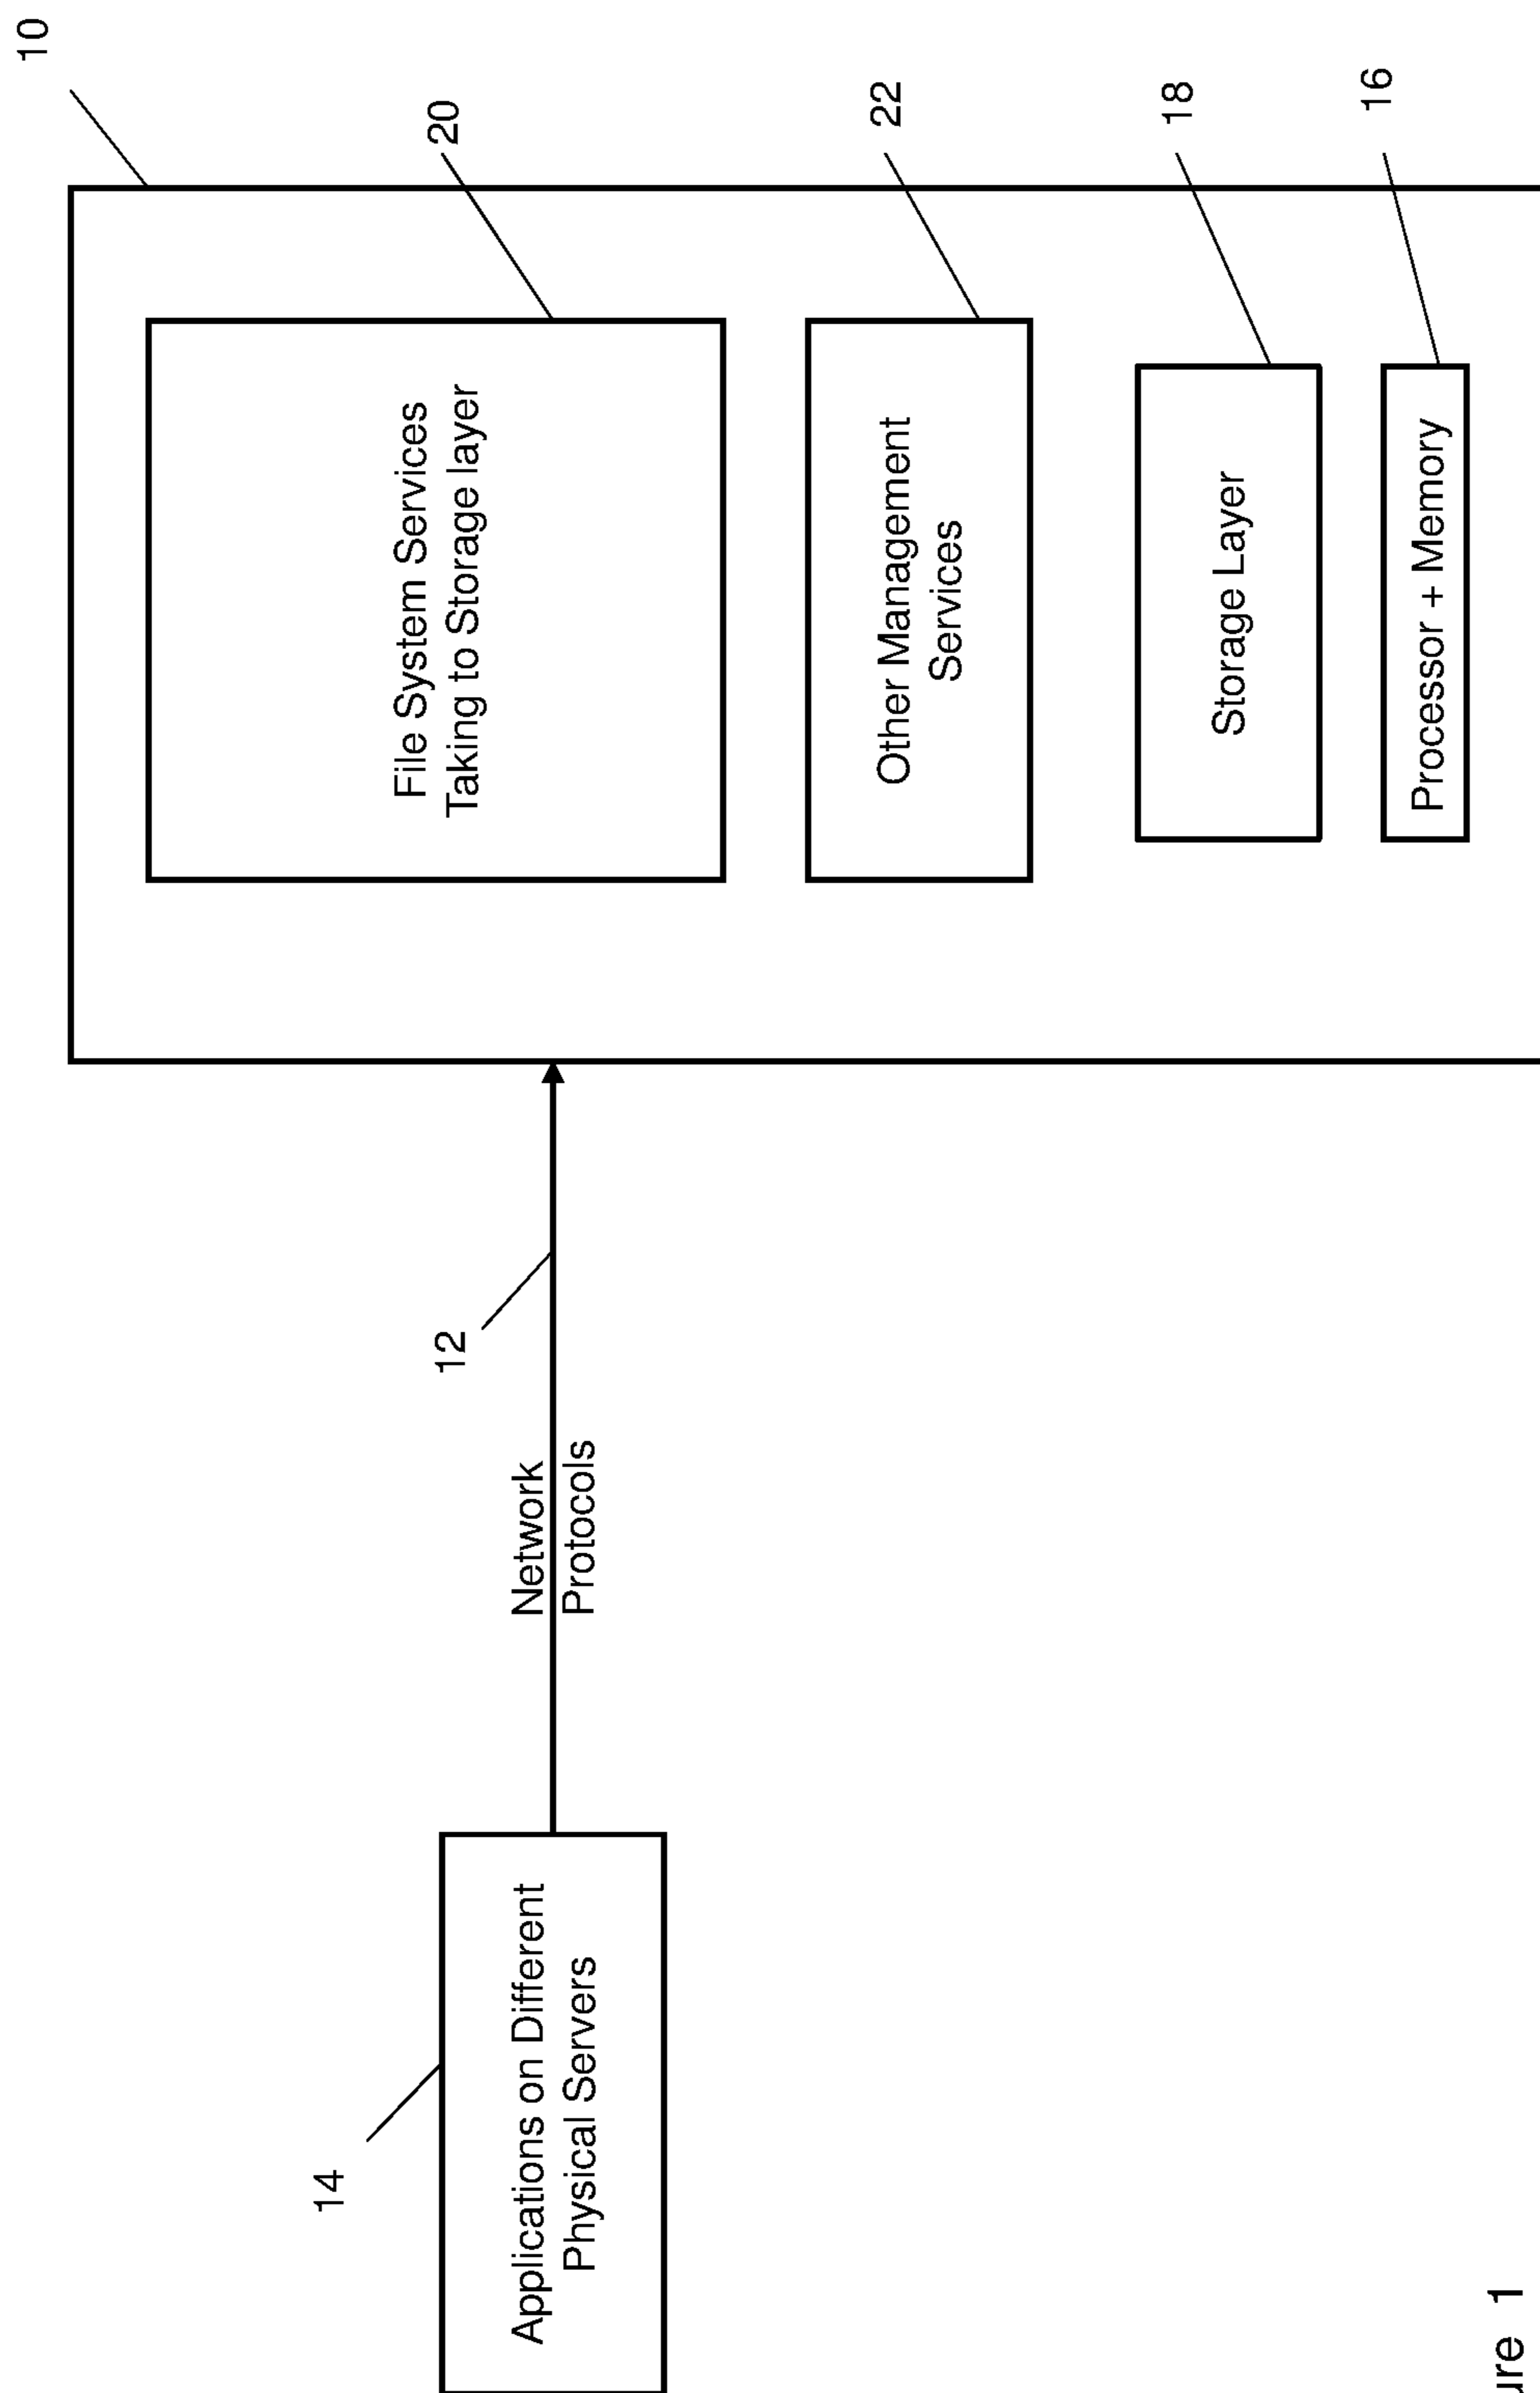 10
20
File System Services
Taking to Storage layer
22
Other Management
Services
18
Storage Layer
16
Processor + Memory
12
Network
Protocols
14
Applications on Different
Physical Servers
ure 1